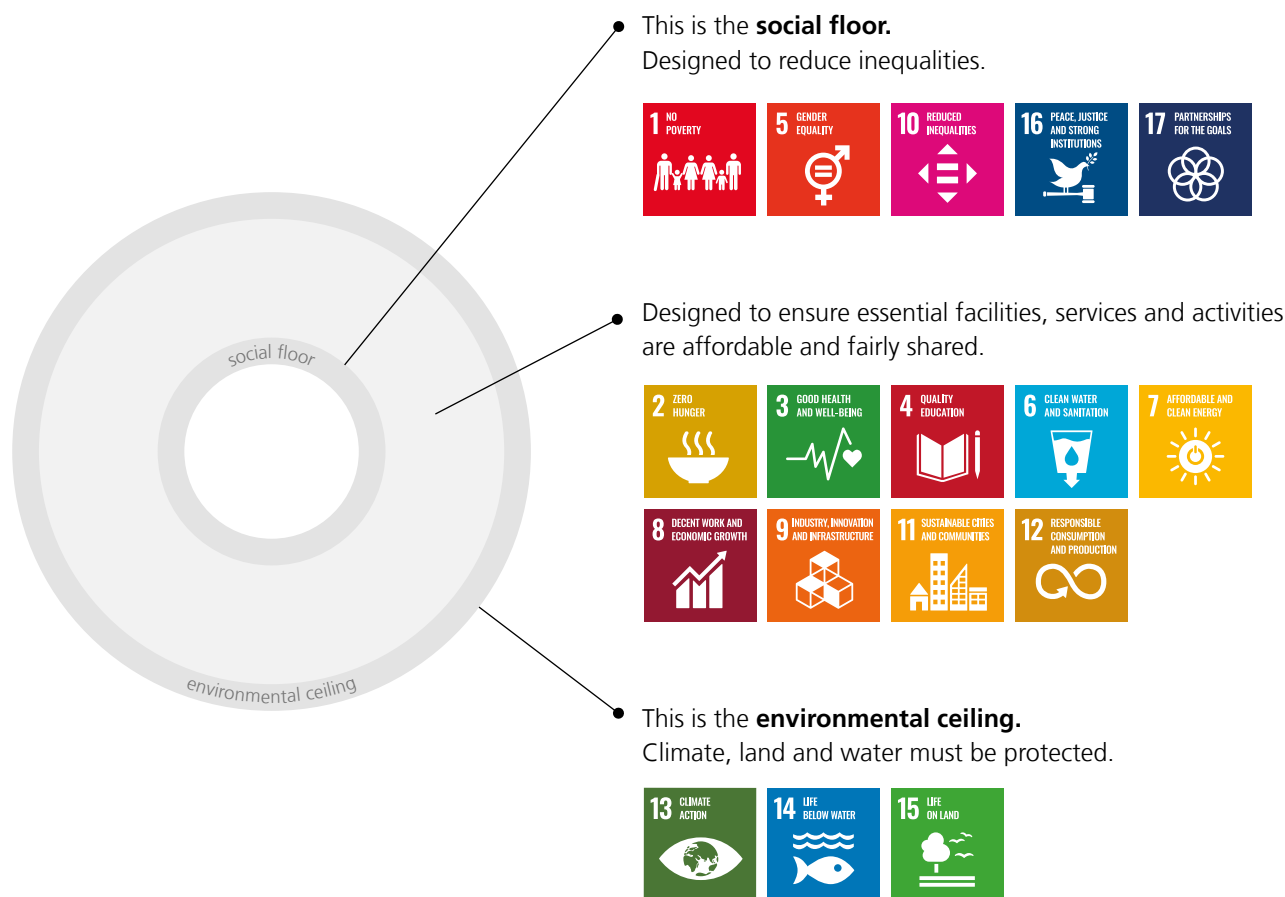 This is the social floor.
Designed to reduce inequalities.
1 NO
POVERTY
5 GENDER
EQUALITY
10 REDUCED
INEQUALITIES
16 PEACE, JUSTICE
AND STRONG
INSTITUTIONS
17 PARTNERSHIPS
FOR THE GOALS
social floor
environmental ceiling
Designed to ensure essential facilities, services and activities
are affordable and fairly shared.
2 ZERO
HUNGER
3 GOOD HEALTH
AND WELL-BEING
4 QUALITY
EDUCATION
6 CLEAN WATER
AND SANITATION
7 AFFORDABLE AND
CLEAN ENERGY
8 DECENT WORK AND
ECONOMIC GROWTH
9 INDUSTRY, INNOVATION
AND INFRASTRUCTURE
11 SUSTAINABLE CITIES
AND COMMUNITIES
12 RESPONSIBLE
CONSUMPTION
AND PRODUCTION
This is the environmental ceiling.
Climate, land and water must be protected.
13 CLIMATE
ACTION
14 LIFE
BELOW WATER
15 LIFE
ON LAND